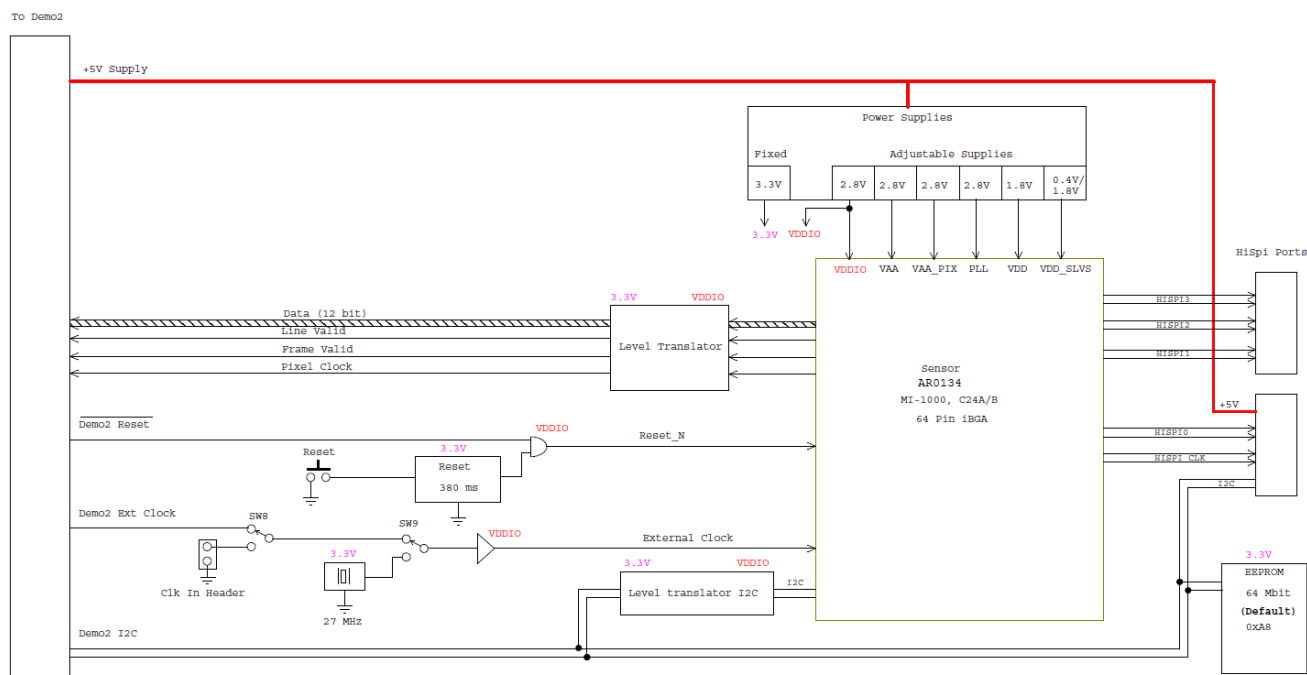 To Demo2
+5V Supply
Power Supplies
Fixed
Adjustable Supplies
3.3V
2.8V
2.8V
2.8V
2.8V
1.8V
0.4V/
1.8V
3.3V
VDDIO
VDDIO
VAA
VAA_PIX
PLL
VDD
VDD_SLVS
HiSpi Ports
3.3V
VDDIO
Level Translator
Data (12 bit)
Line Valid
Frame Valid
Pixel Clock
HISPI3
HISPI2
HISPI1
Sensor
AR0134
MI-1000, C24A/B
64 Pin iBGA
+5V
HISPI0
HISPI CLK
I2C
Demo2 Reset
VDDIO
Reset_N
Reset
3.3V
Reset
380 ms
Demo2 Ext Clock
SW8
SW9
VDDIO
External Clock
Clk In Header
3.3V
27 MHz
3.3V
VDDIO
Level translator I2C
I2C
Demo2 I2C
3.3V
EEPROM
64 Mbit
(Default)
0xA8